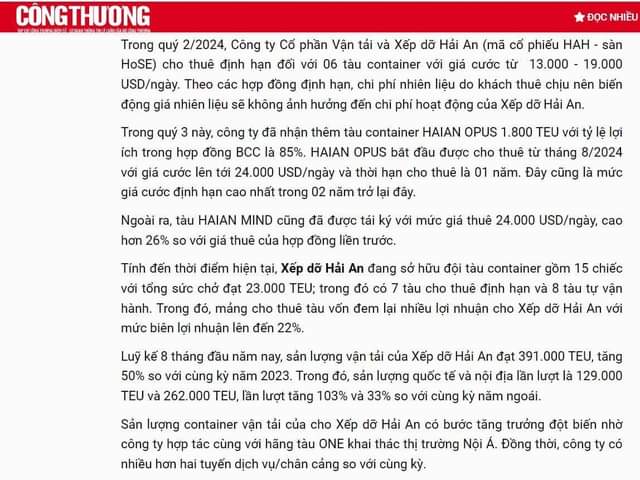 CÔNG THƯƠNG
ĐỌC NHIỀU
Trong quý 2/2024, Công ty Cổ phần Vận tải và Xếp dỡ Hải An (mã cổ phiếu HAH - sàn
HoSE) cho thuê định hạn đối với 06 tàu container với giá cước từ 13.000 - 19.000
USD/ngày. Theo các hợp đồng định hạn, chi phí nhiên liệu do khách thuê chịu nên biến
động giá nhiên liệu sẽ không ảnh hưởng đến chi phí hoạt động của Xếp dỡ Hải An.
Trong quý 3 này, công ty đã nhận thêm tàu container HAIAN OPUS 1.800 TEU với tỷ lệ lợi
ích trong hợp đồng BCC là 85%. HAIAN OPUS bắt đầu được cho thuê từ tháng 8/2024
với giá cước lên tới 24.000 USD/ngày và thời hạn cho thuê là 01 năm. Đây cũng là mức
giá cước định hạn cao nhất trong 02 năm trở lại đây.
Ngoài ra, tàu HAIAN MIND cũng đã được tái ký với mức giá thuê 24.000 USD/ngày, cao
hơn 26% so với giá thuê của hợp đồng liền trước.
Tính đến thời điểm hiện tại, Xếp dỡ Hải An đang sở hữu đội tàu container gồm 15 chiếc
với tổng sức chở đạt 23.000 TEU; trong đó có 7 tàu cho thuê định hạn và 8 tàu tự vận
hành. Trong đó, mảng cho thuê tàu vốn đem lại nhiều lợi nhuận cho Xếp dỡ Hải An với
mức biên lợi nhuận lên đến 22%.
Luỹ kế 8 tháng đầu năm nay, sản lượng vận tải của Xếp dỡ Hải An đạt 391.000 TEU, tăng
50% so với cùng kỳ năm 2023. Trong đó, sản lượng quốc tế và nội địa lần lượt là 129.000
TEU và 262.000 TEU, lần lượt tăng 103% và 33% so với cùng kỳ năm ngoái.
Sản lượng container vận tải của cho Xếp dỡ Hải An có bước tăng trưởng đột biến nhờ
công ty hợp tác cùng với hãng tàu ONE khai thác thị trường Nội Á. Đồng thời, công ty có
nhiều hơn hai tuyến dịch vụ/chân cảng so với cùng kỳ.